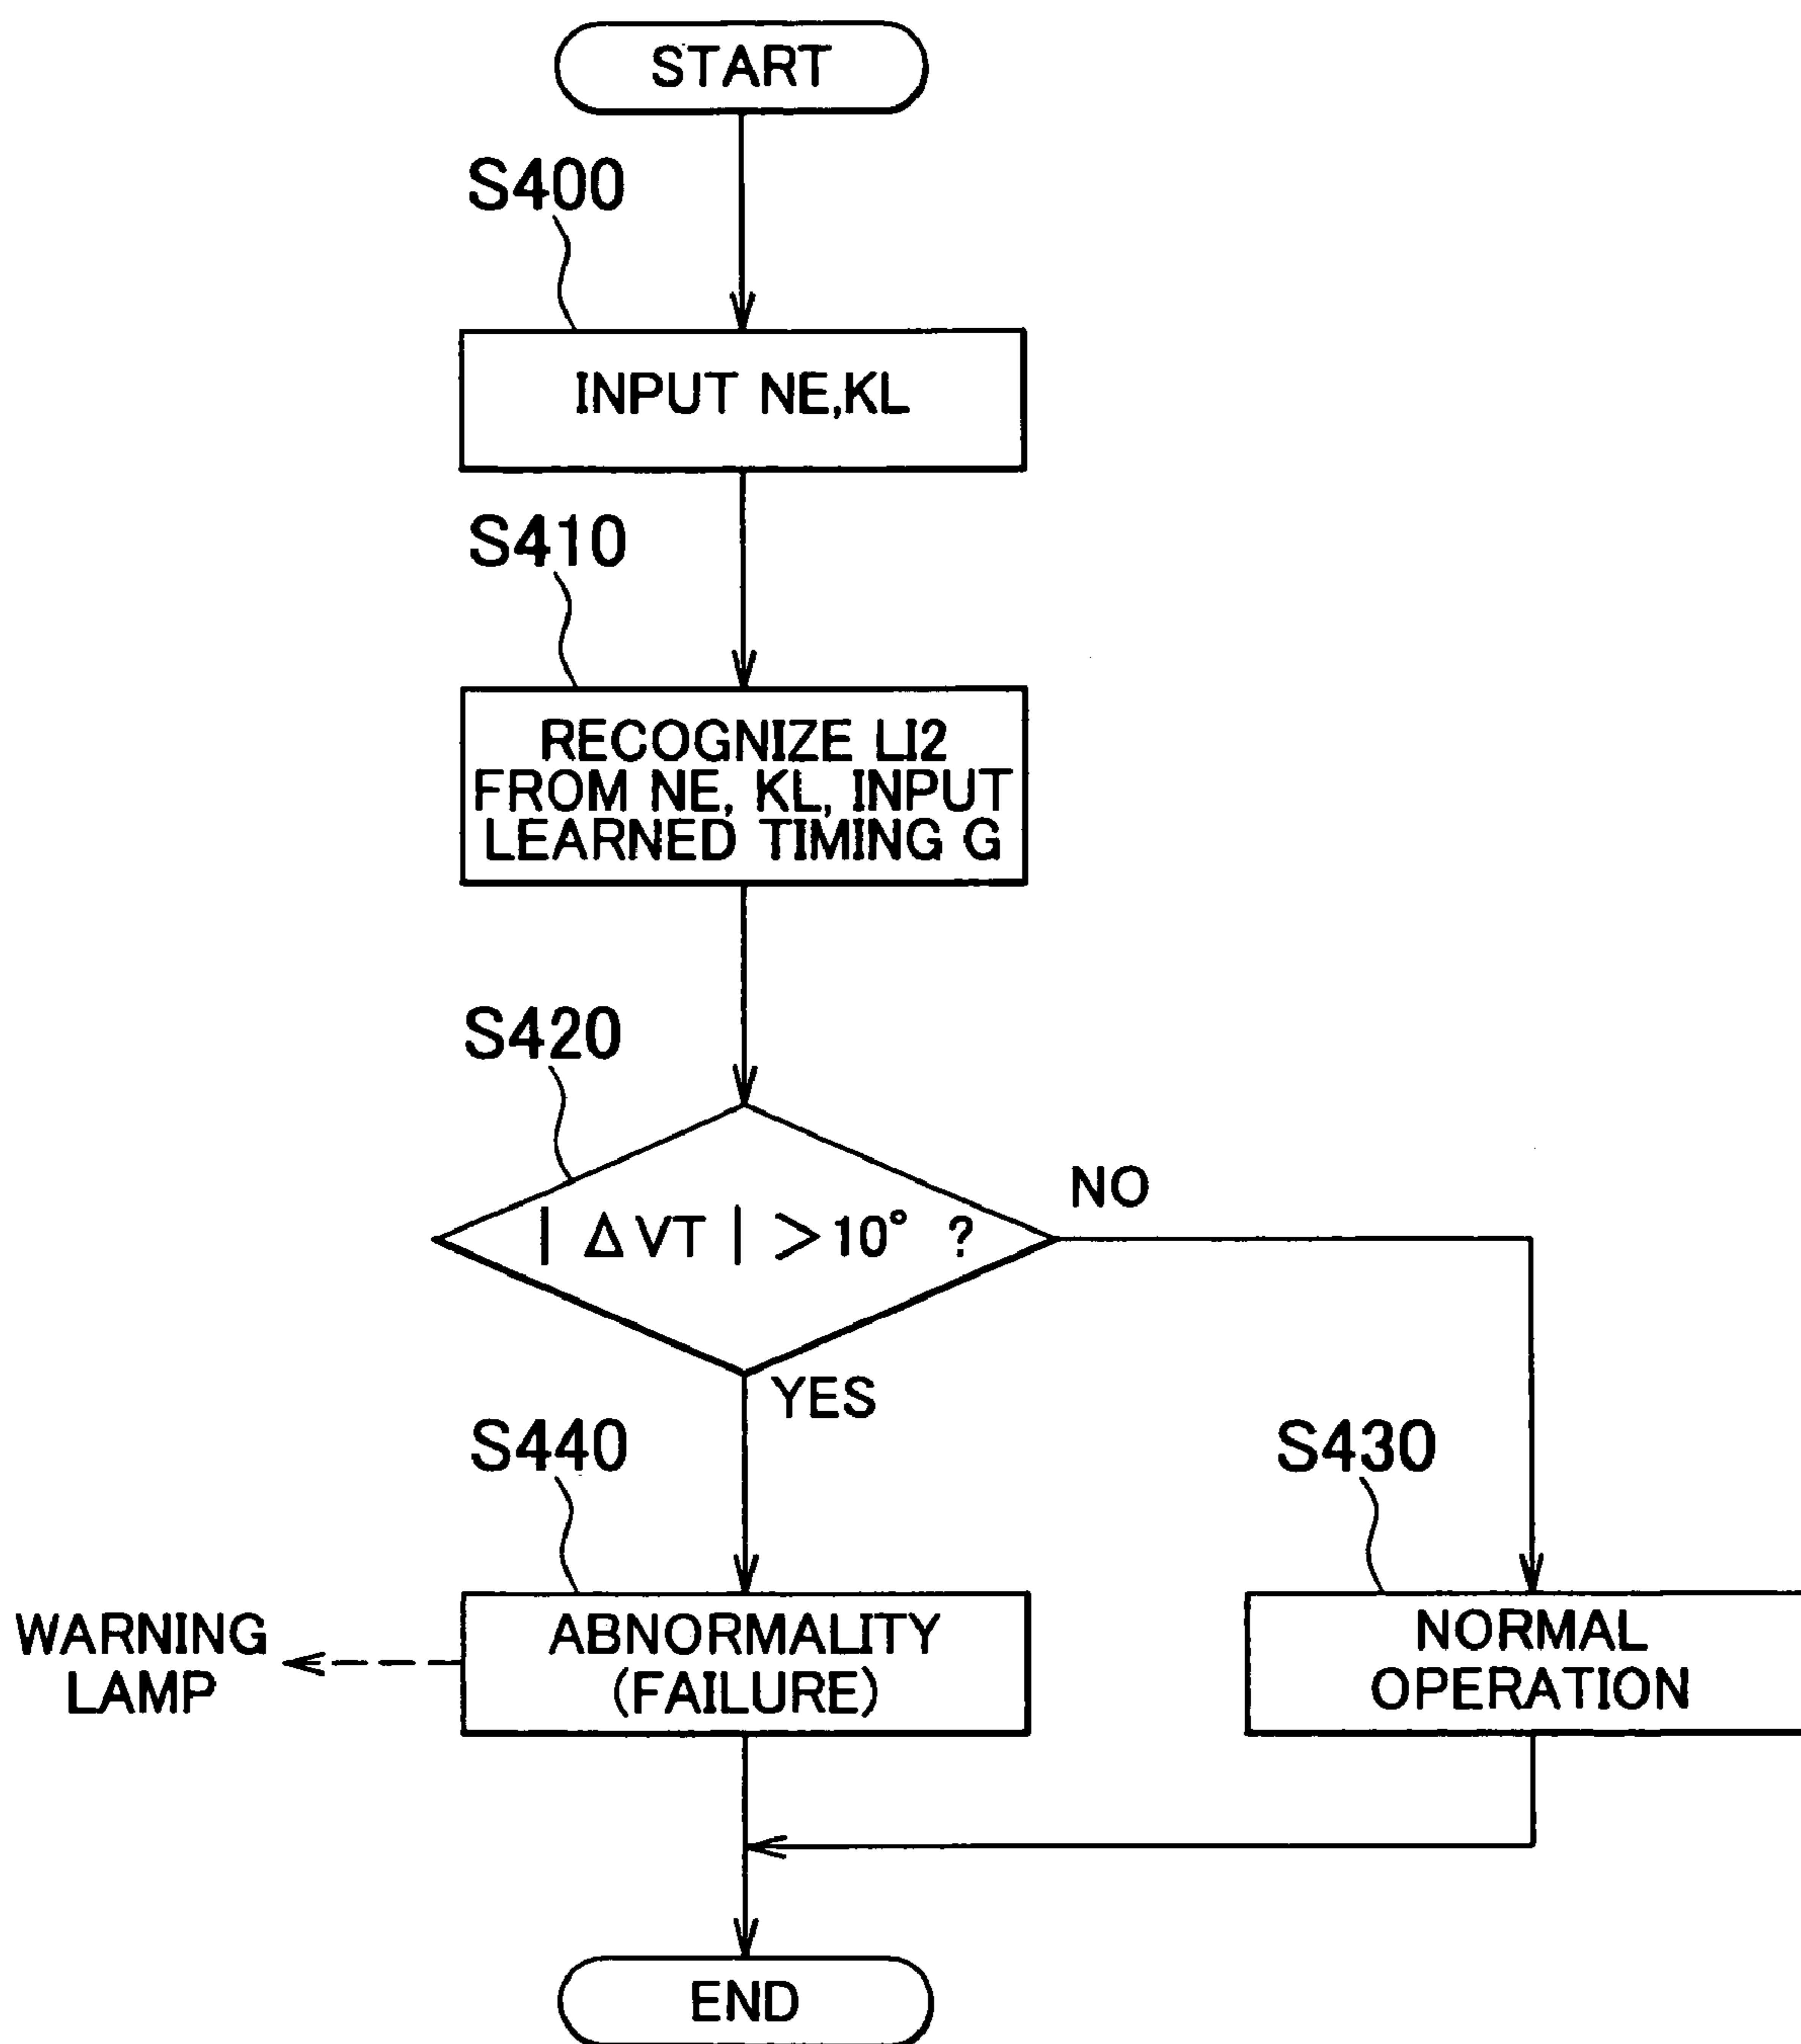 START
S400
INPUT NE,KL
S410
RECOGNIZE LI2
FROM NE, KL, INPUT
LEARNED TIMING G
S420
| ΔVT | >10° ?
NO
YES
S440
S430
WARNING
LAMP
ABNORMALITY
(FAILURE)
NORMAL
OPERATION
END